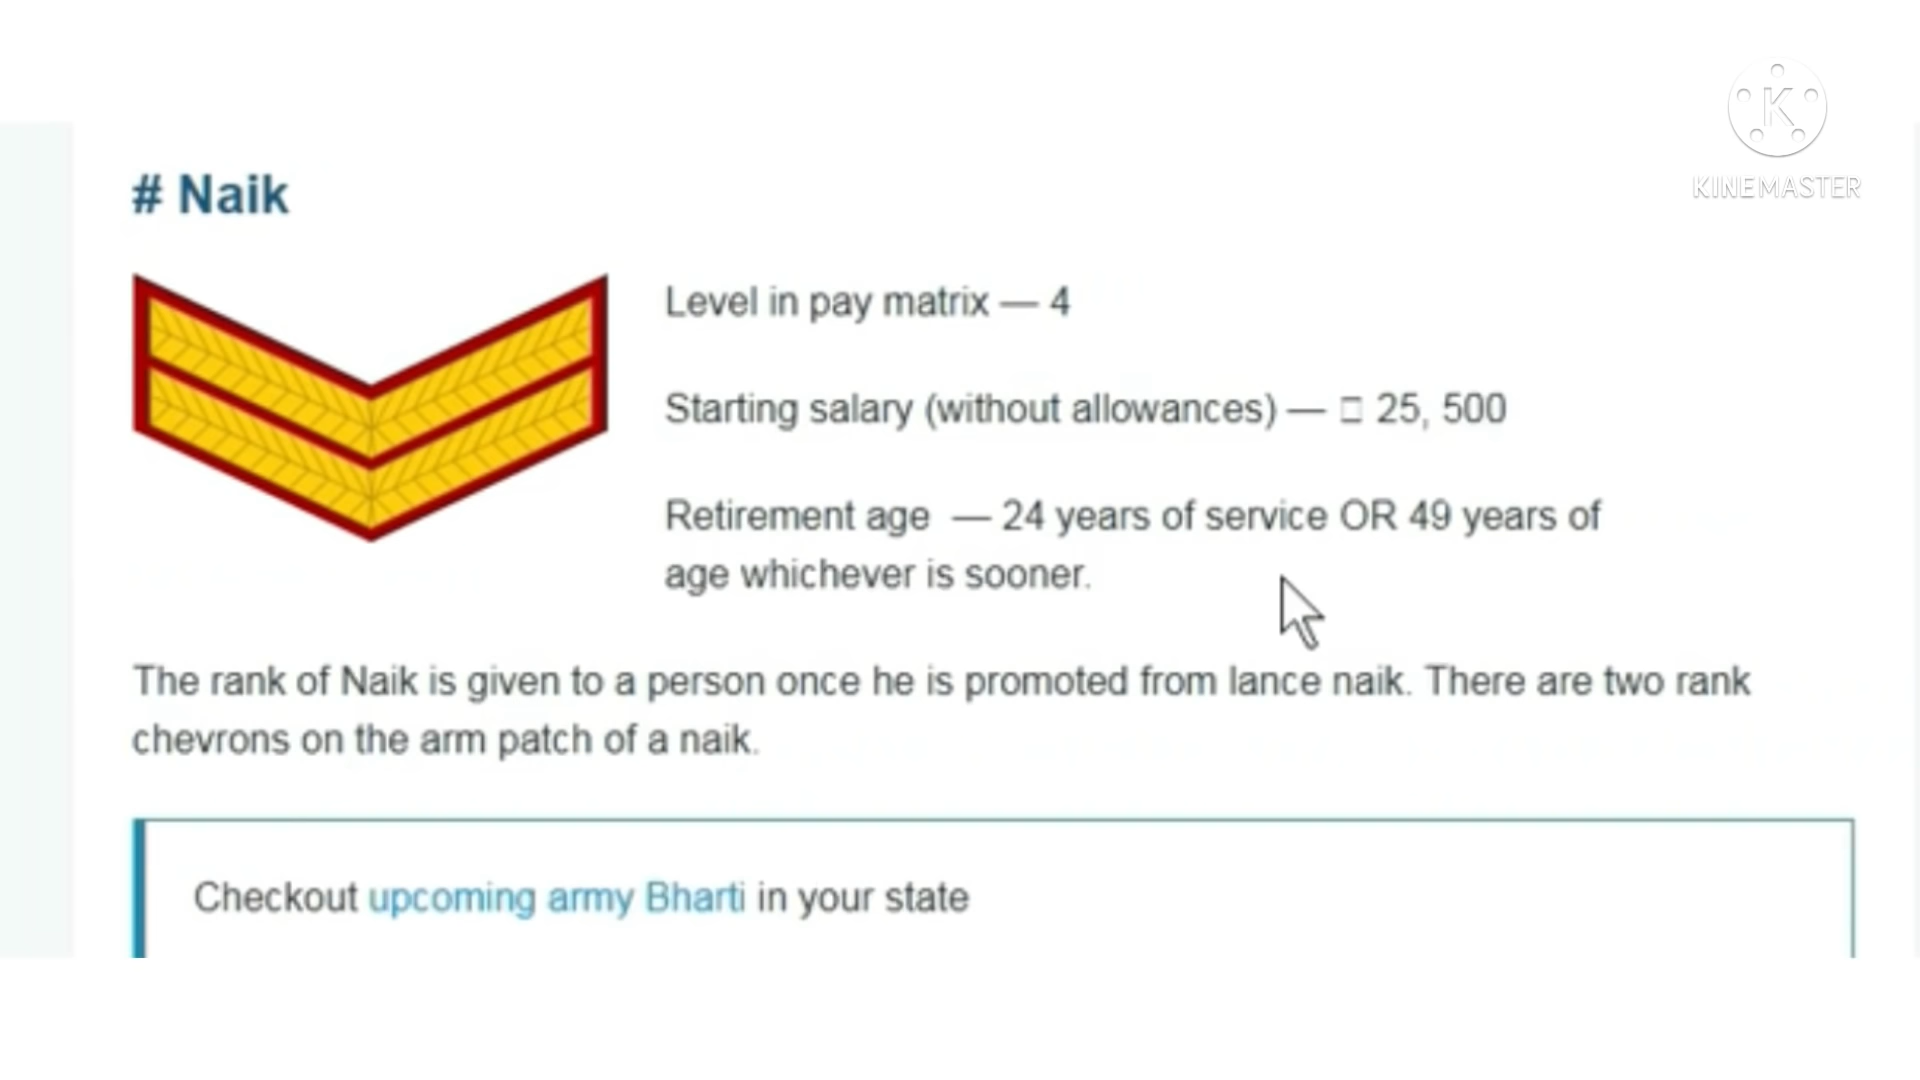 K
KINEMASTER
# Naik
Level in pay matrix — 4
Starting salary (without allowances) — □ 25, 500
Retirement age — 24 years of service OR 49 years of
age whichever is sooner.
The rank of Naik is given to a person once he is promoted from lance naik. There are two rank
chevrons on the arm patch of a naik.
Checkout upcoming army Bharti in your state